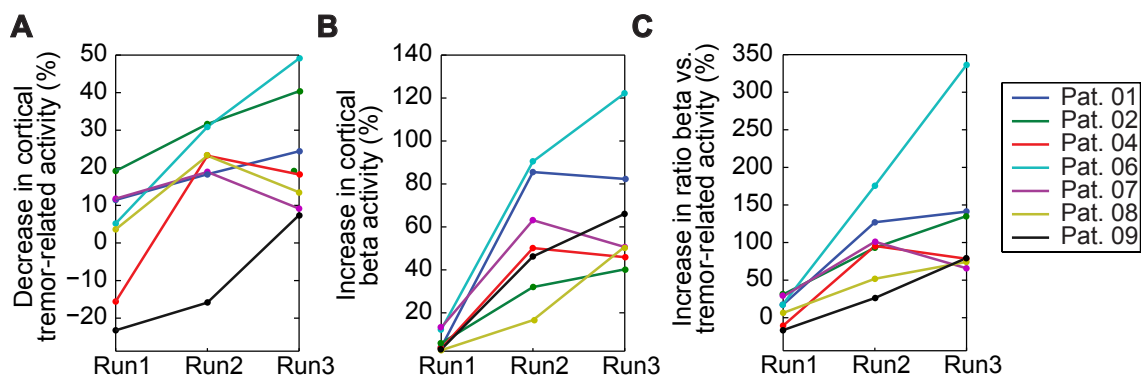 A
Decrease in cortical
tremor-related activity (%)
50
40
30
20
10
0
−10
−20
Run1 Run2 Run3
B
Increase in cortical
beta activity (%)
140
120
100
80
60
40
20
Run1 Run2 Run3
C
Increase in ratio beta vs.
tremor-related activity (%)
350
300
250
200
150
100
50
0
Run1 Run2 Run3
Pat. 01
Pat. 02
Pat. 04
Pat. 06
Pat. 07
Pat. 08
Pat. 09